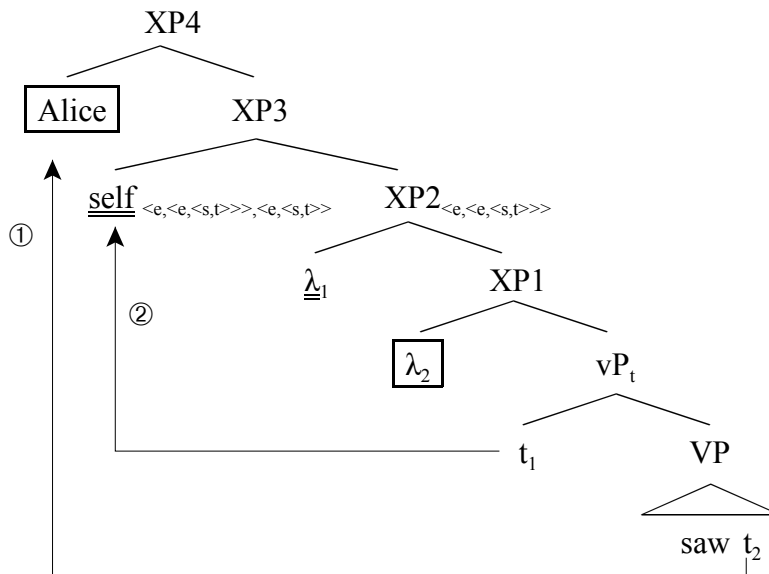 XP4
Alice XP3
self <e,<e,<s,t>>>,<e,<s,t>> XP2<e,<e,<s,t>>>
①
λ1 XP1
②
λ2 vPt
t1 VP
saw t2